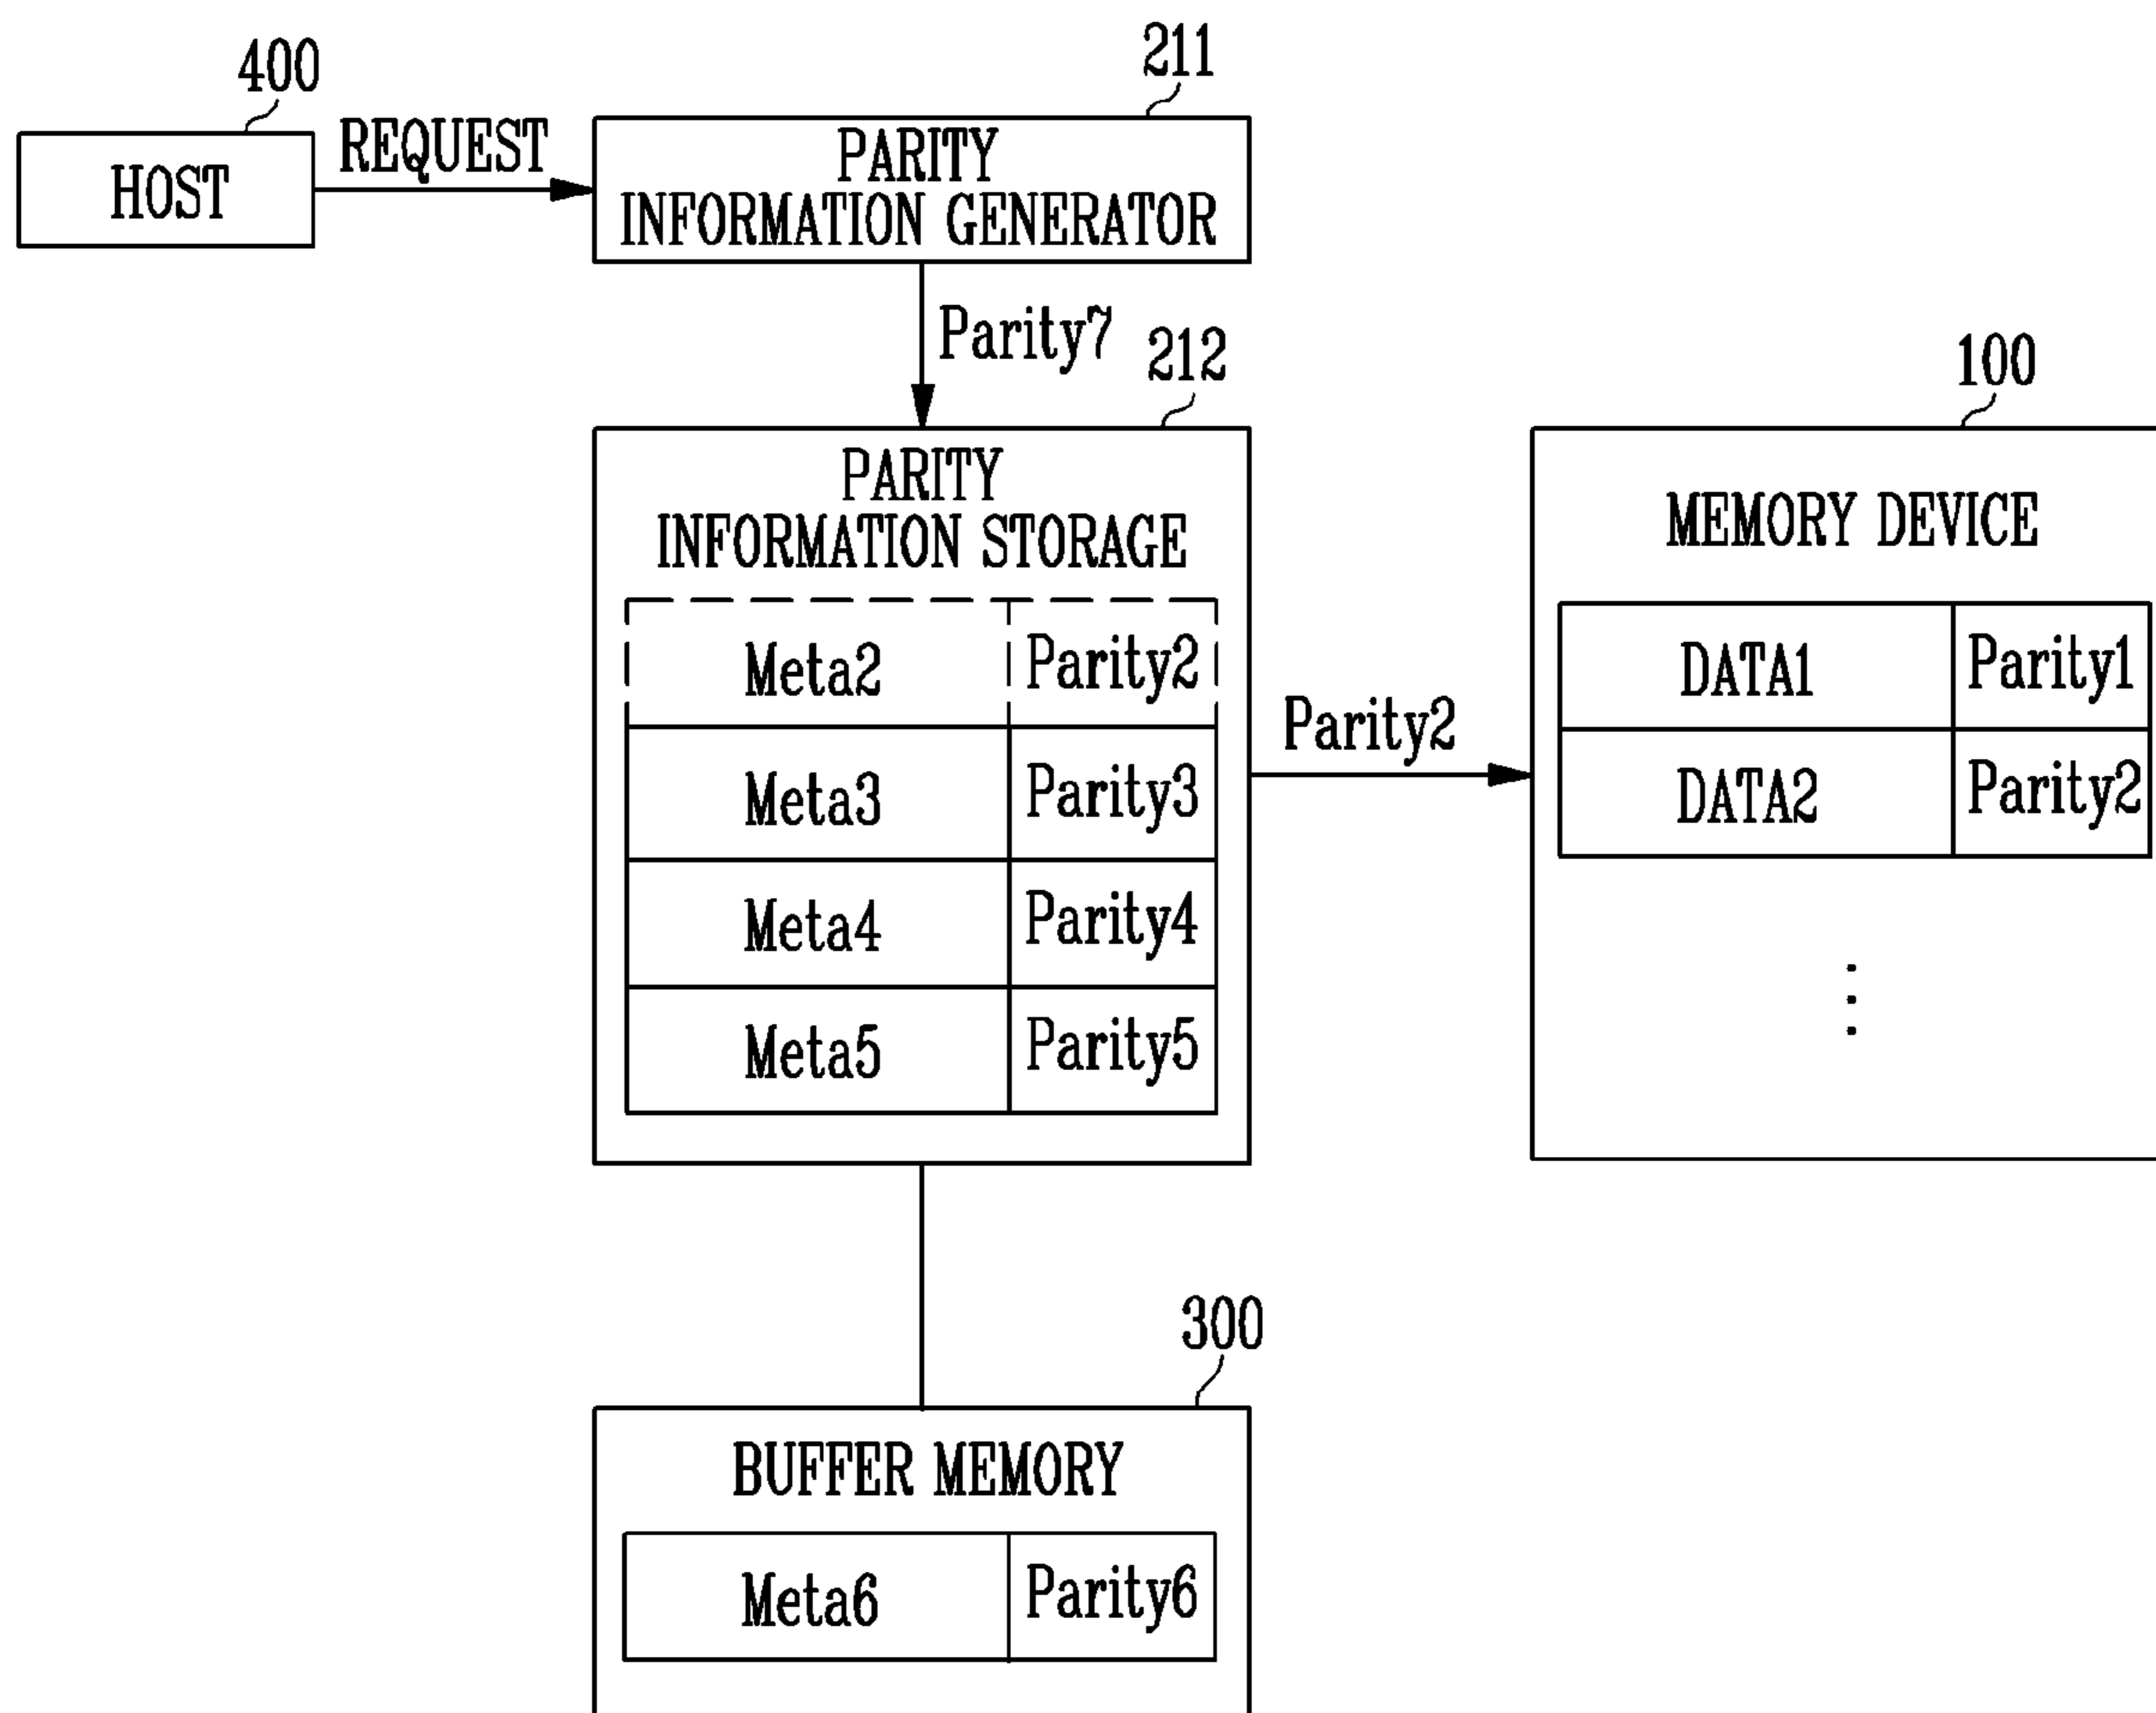 400
HOST
REQUEST
211
PARITY
INFORMATION GENERATOR
Parity7
212
PARITY
INFORMATION STORAGE
Meta2 Parity2
Meta3 Parity3
Meta4 Parity4
Meta5 Parity5
Parity2
100
MEMORY DEVICE
DATA1 Parity1
DATA2 Parity2
300
BUFFER MEMORY
Meta6 Parity6